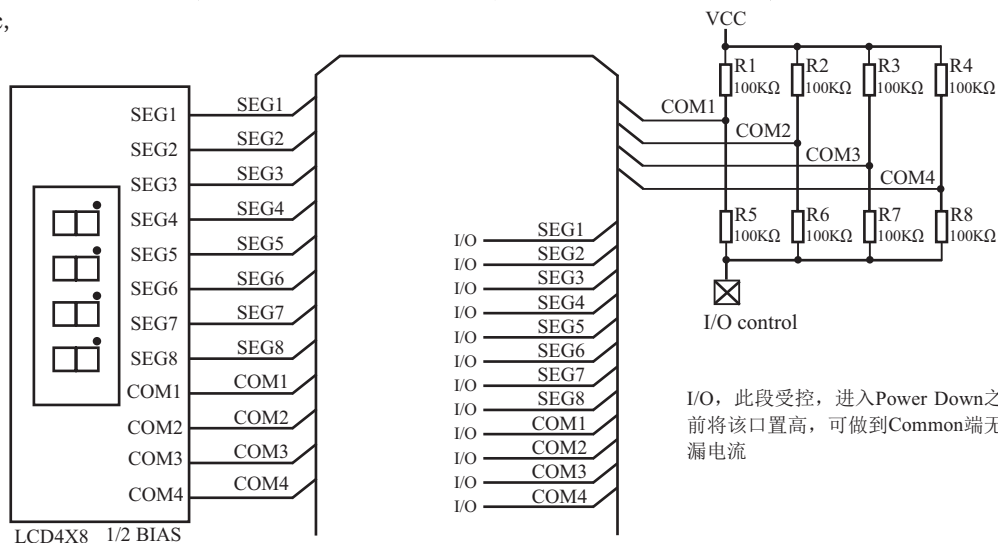 c,
VCC
R1
100KΩ
R2
100KΩ
R3
100KΩ
R4
100KΩ
COM1
COM2
COM3
COM4
R5
100KΩ
R6
100KΩ
R7
100KΩ
R8
100KΩ
I/O control
SEG1
SEG2
SEG3
SEG4
SEG5
SEG6
SEG7
SEG8
COM1
COM2
COM3
COM4
SEG1
SEG2
SEG3
SEG4
SEG5
SEG6
SEG7
SEG8
COM1
COM2
COM3
COM4
I/O SEG1
I/O SEG2
I/O SEG3
I/O SEG4
I/O SEG5
I/O SEG6
I/O SEG7
I/O SEG8
I/O COM1
I/O COM2
I/O COM3
I/O COM4
I/O，此段受控，进入Power Down之
前将该口置高，可做到Common端无
漏电流
LCD4X8 1/2 BIAS